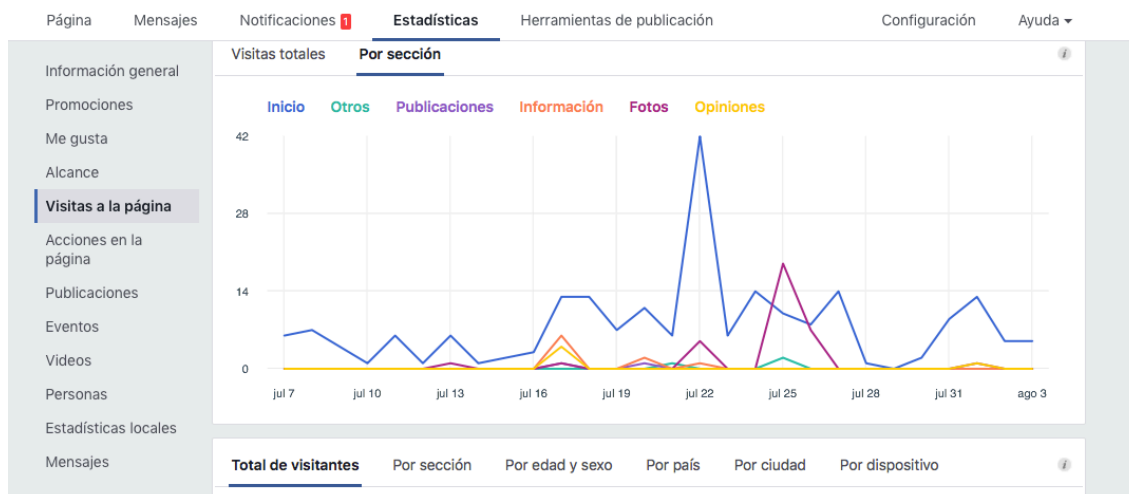 Página Mensajes Notificaciones 1 Estadísticas Herramientas de publicación Configuración Ayuda
Información general
Promociones
Me gusta
Alcance
Visitas a la página
Acciones en la
página
Publicaciones
Eventos
Videos
Personas
Estadísticas locales
Mensajes
Visitas totales Por sección i
Inicio Otros Publicaciones Información Fotos Opiniones
42
28
14
0
jul 7 jul 10 jul 13 jul 16 jul 19 jul 22 jul 25 jul 28 jul 31 ago 3
Total de visitantes Por sección Por edad y sexo Por país Por ciudad Por dispositivo i